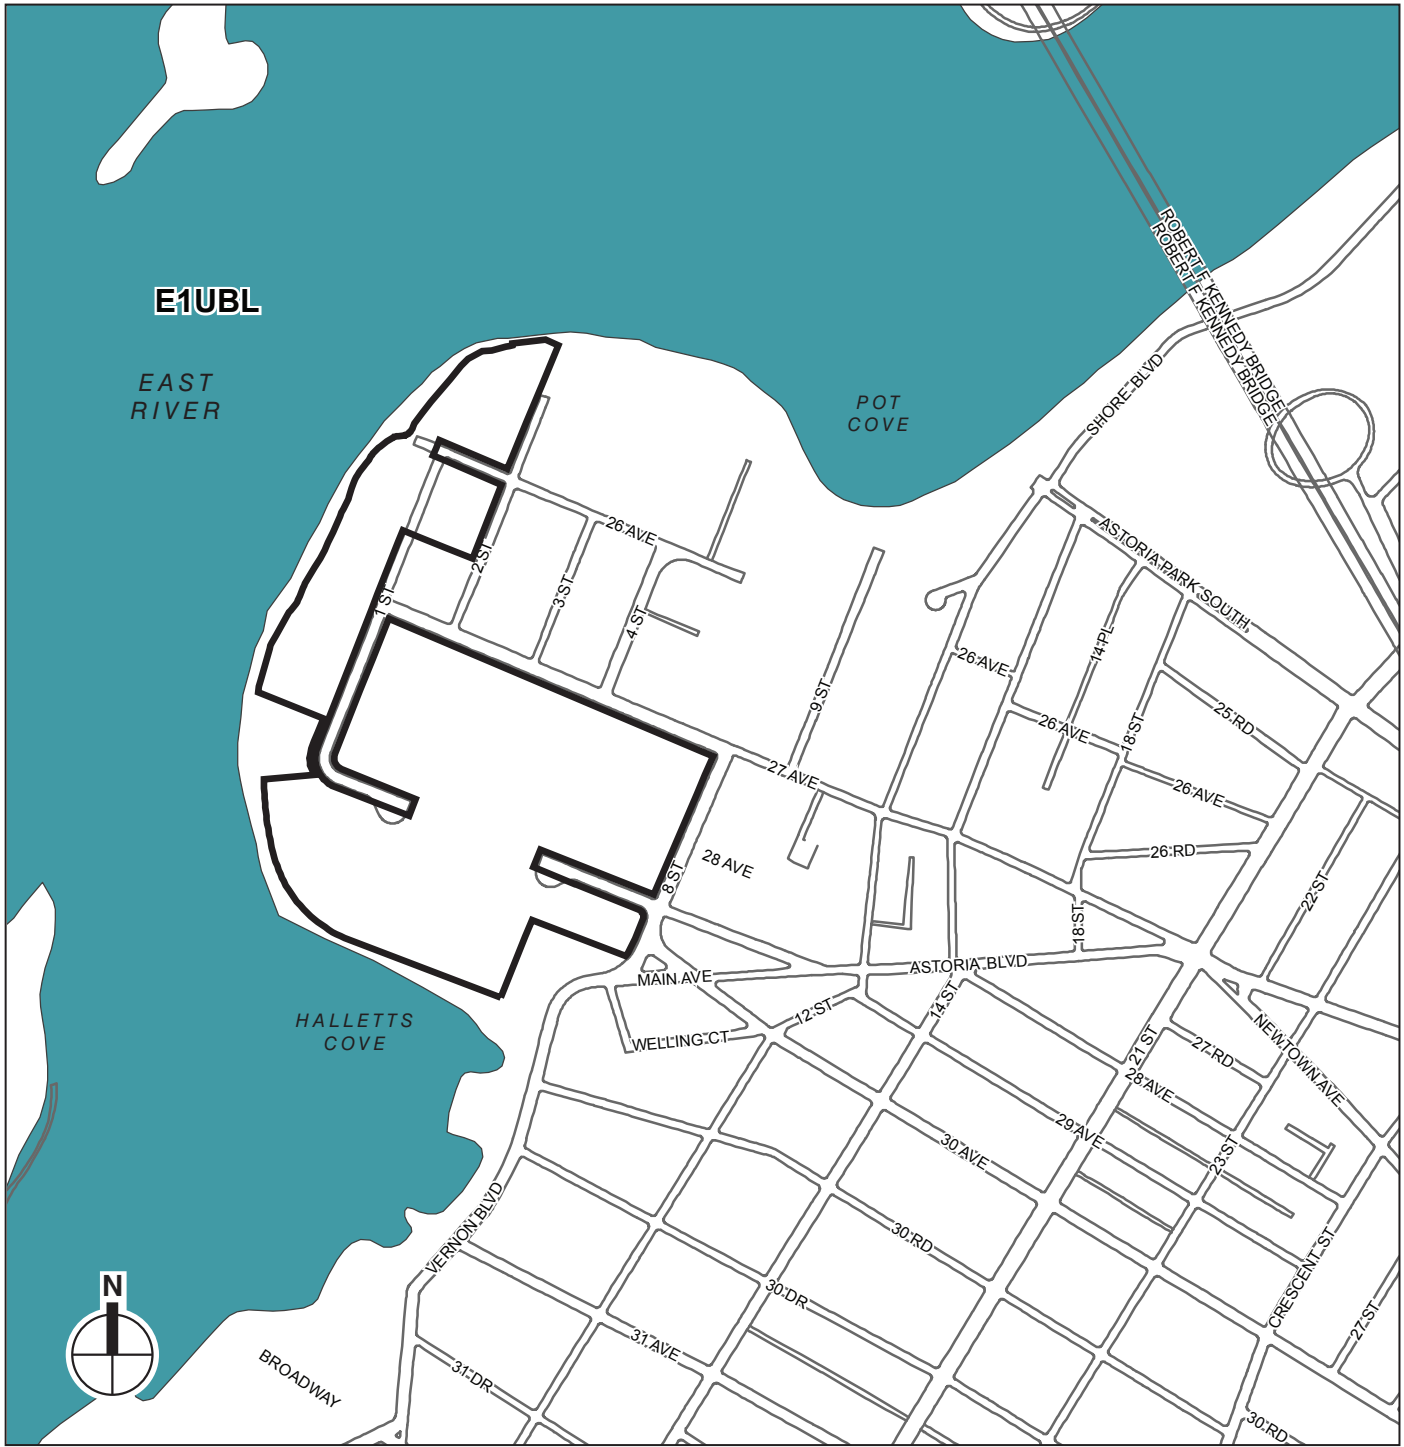 ROBERT F KENNEDY BRIDGE
ROBERT F KENNEDY BRIDGE
E1UBL
EAST
RIVER
POT
COVE
SHORE BLVD
ASTORIA PARK SOUTH
26 AVE
2 ST
3 ST
1 ST
4 ST
14 PL
26 AVE
9 ST
25 RD
18 ST
26 AVE
27 AVE
26 AVE
26 RD
28 AVE
8 ST
22 ST
18 ST
ASTORIA BLVD
MAIN AVE
14 ST
12 ST
HALLETTS
COVE
WELLING CT
21 ST
27 RD
NEWTOWN AVE
28 AVE
29 AVE
30 AVE
23 ST
VERNON BLVD
30 RD
CRESCENT ST
30 DR
27 ST
N
31 AVE
31 DR
BROADWAY
30 RD